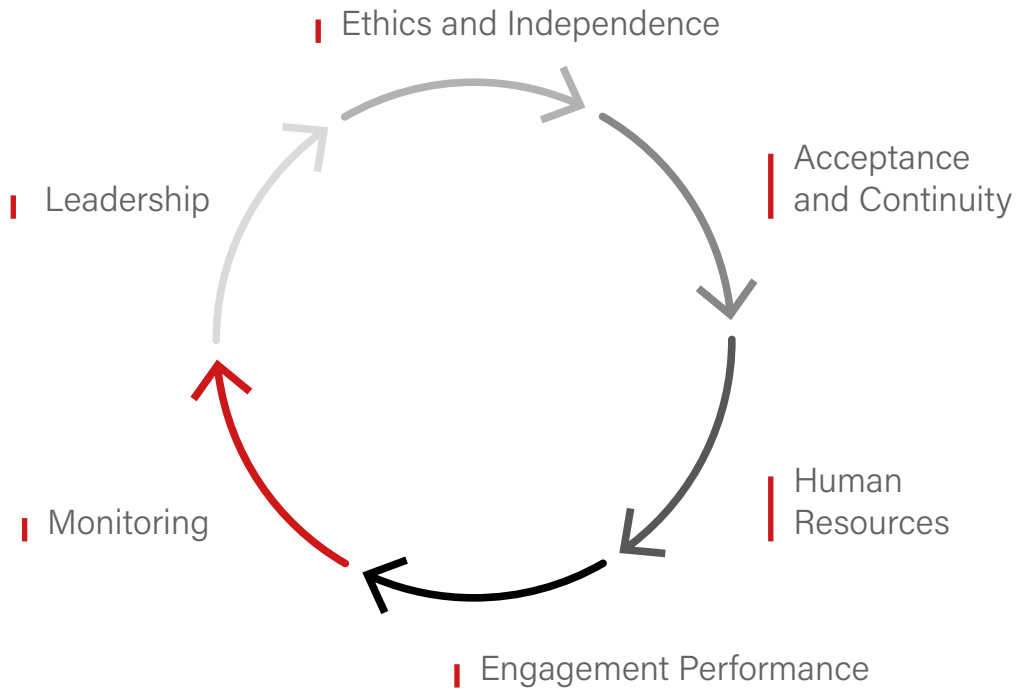 Ethics and Independence
Acceptance
and Continuity
Leadership
Human
Resources
Monitoring
Engagement Performance